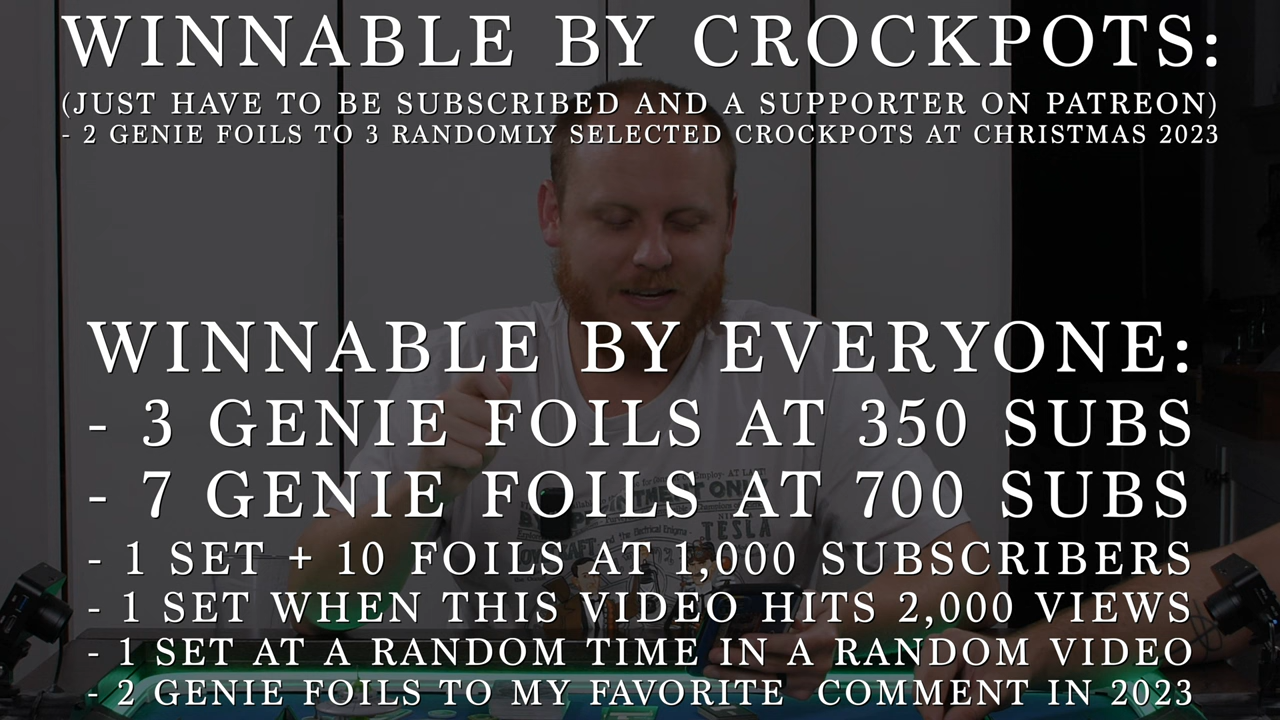 WINNABLE BY CROCKPOTS:
(JUST HAVE TO BE SUBSCRIBED AND A SUPPORTER ON PATREON)
- 2 GENIE FOILS TO 3 RANDOMLY SELECTED CROCKPOTS AT CHRISTMAS 2023
WINNABLE BY EVERYONE:
- 3 GENIE FOILS AT 350 SUBS
- 7 GENIE FOILS AT 700 SUBS
- 1 SET + 10 FOILS AT 1,000 SUBSCRIBERS
- 1 SET WHEN THIS VIDEO HITS 2,000 VIEWS
- 1 SET AT A RANDOM TIME IN A RANDOM VIDEO
- 2 GENIE FOILS TO MY FAVORITE COMMENT IN 2023
TESLA